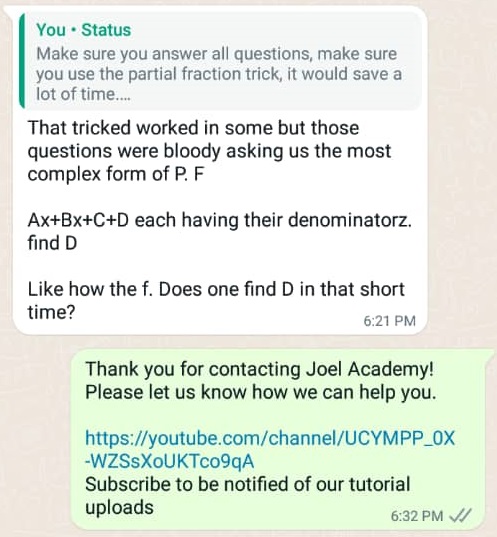 You • Status
Make sure you answer all questions, make sure
you use the partial fraction trick, it would save a
lot of time....
That tricked worked in some but those
questions were bloody asking us the most
complex form of P. F
Ax+Bx+C+D each having their denominatorz.
find D
Like how the f. Does one find D in that short
time?
6:21 PM
Thank you for contacting Joel Academy!
Please let us know how we can help you.
https://youtube.com/channel/UCYMPP_0X
-WZSsXoUKTco9qA
Subscribe to be notified of our tutorial
uploads
6:32 PM